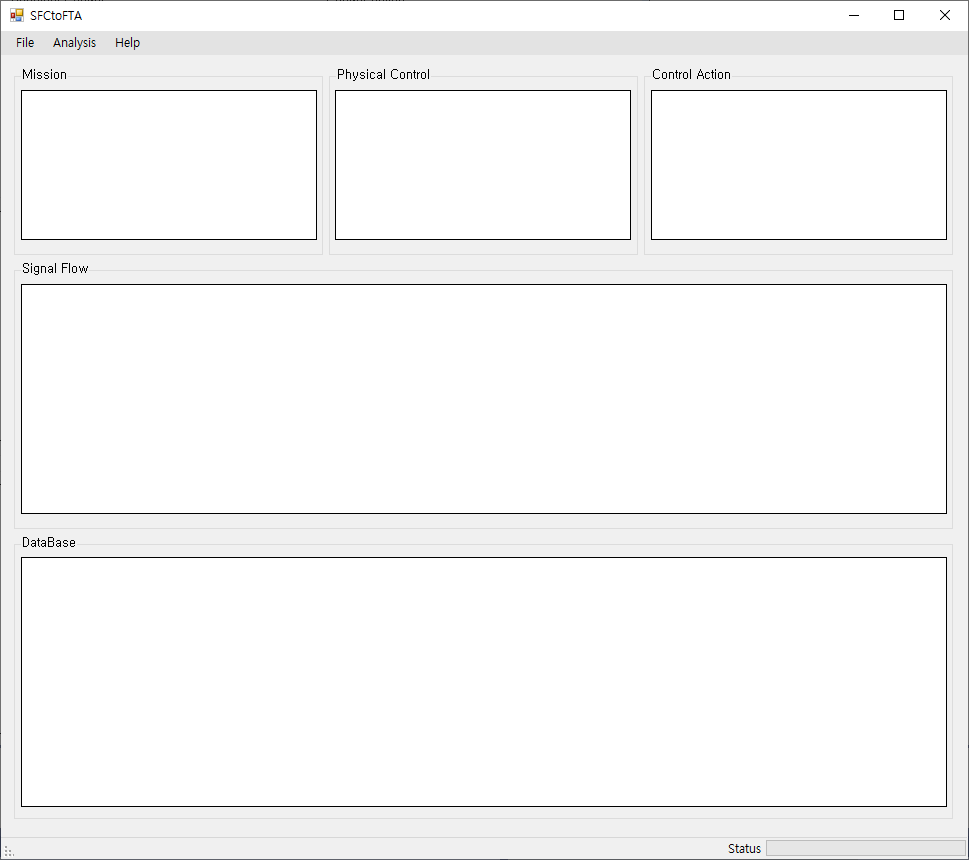 SFCtoFTA
File Analysis Help
Mission Physical Control Control Action
Signal Flow
DataBase
Status